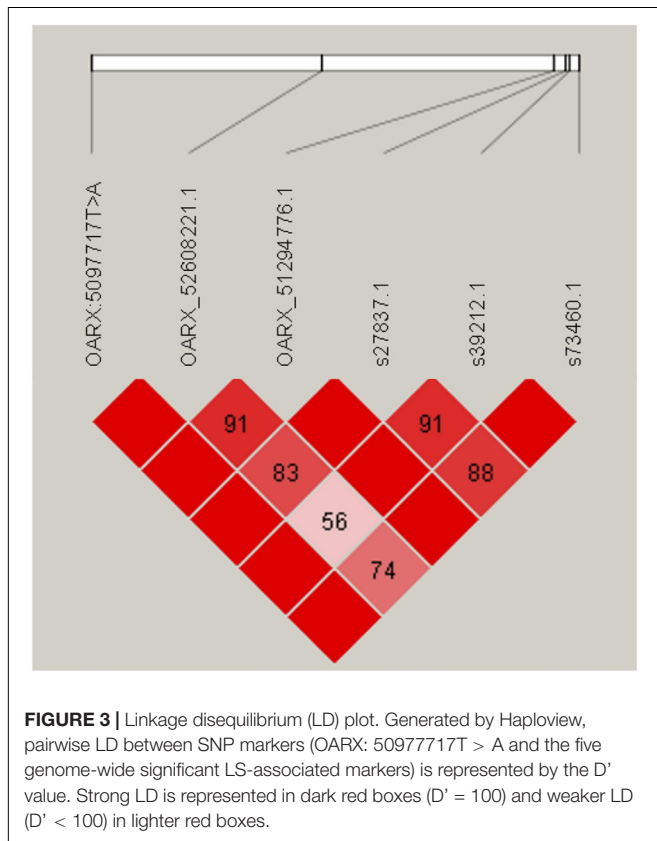 OARX:5097717T>A
OARX_52608221.1
OARX_51294776.1
s27837.1
s39212.1
s73460.1
91
91
83
88
56
74
FIGURE 3 | Linkage disequilibrium (LD) plot. Generated by Haploview,
pairwise LD between SNP markers (OARX: 50977717T > A and the five
genome-wide significant LS-associated markers) is represented by the D'
value. Strong LD is represented in dark red boxes (D' = 100) and weaker LD
(D' < 100) in lighter red boxes.